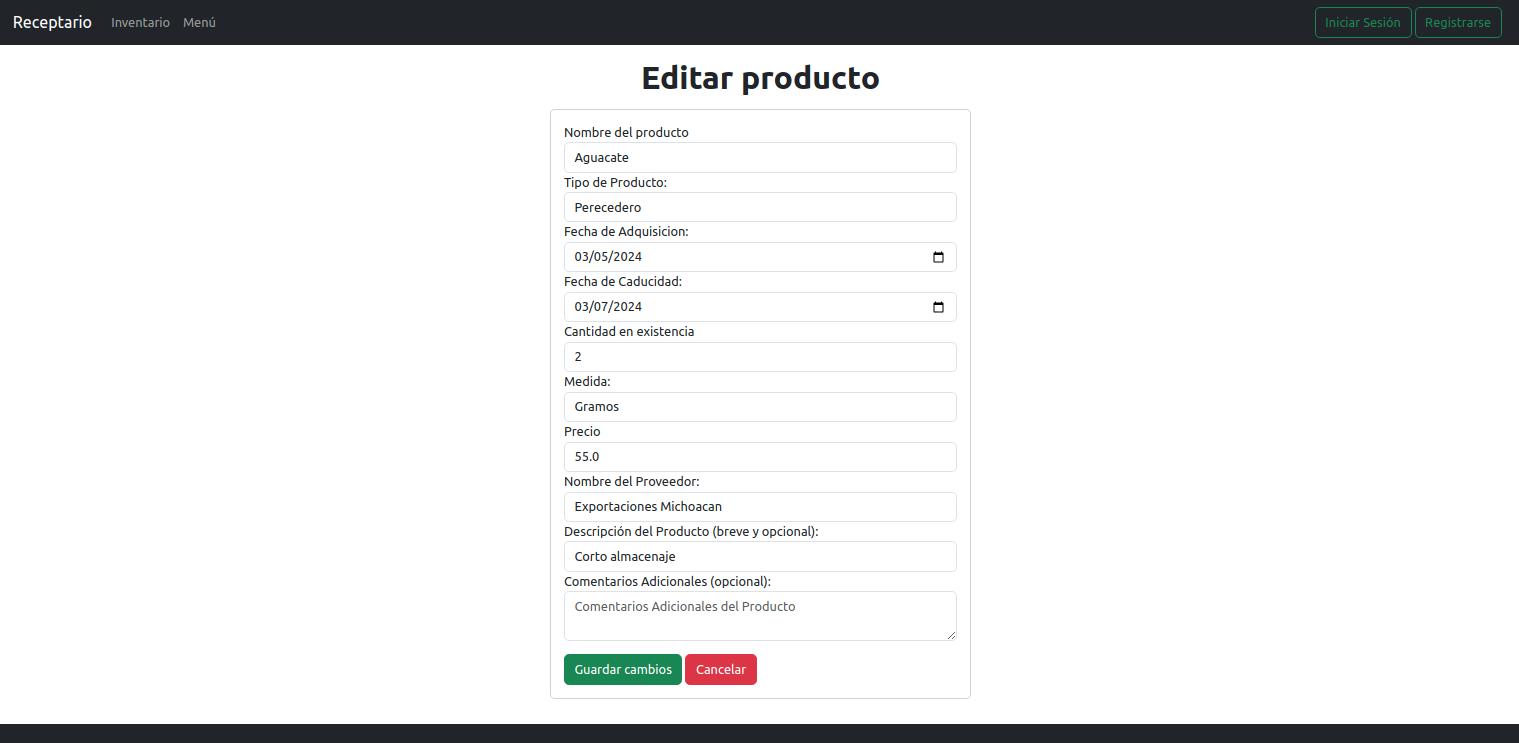 Receptario Inventario Menú Iniciar Sesión Registrarse
Editar producto
Nombre del producto
Aguacate
Tipo de Producto:
Perecedero
Fecha de Adquisicion:
03/05/2024
Fecha de Caducidad:
03/07/2024
Cantidad en existencia
2
Medida:
Gramos
Precio
55.0
Nombre del Proveedor:
Exportaciones Michoacan
Descripción del Producto (breve y opcional):
Corto almacenaje
Comentarios Adicionales (opcional):
Comentarios Adicionales del Producto
Guardar cambios Cancelar